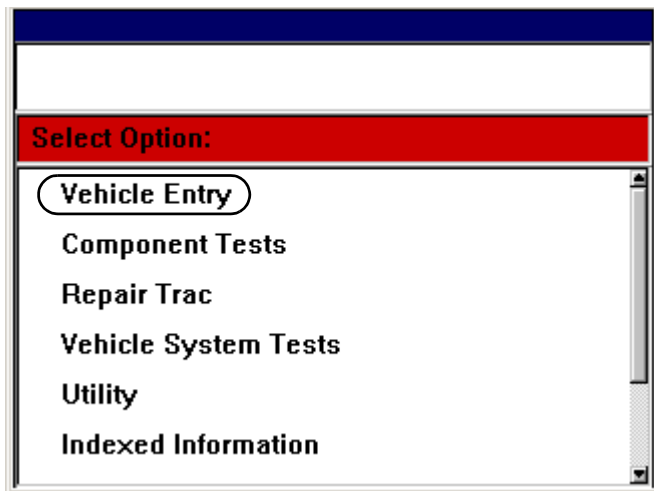 Select Option:
Vehicle Entry
Component Tests
Repair Trac
Vehicle System Tests
Utility
Indexed Information